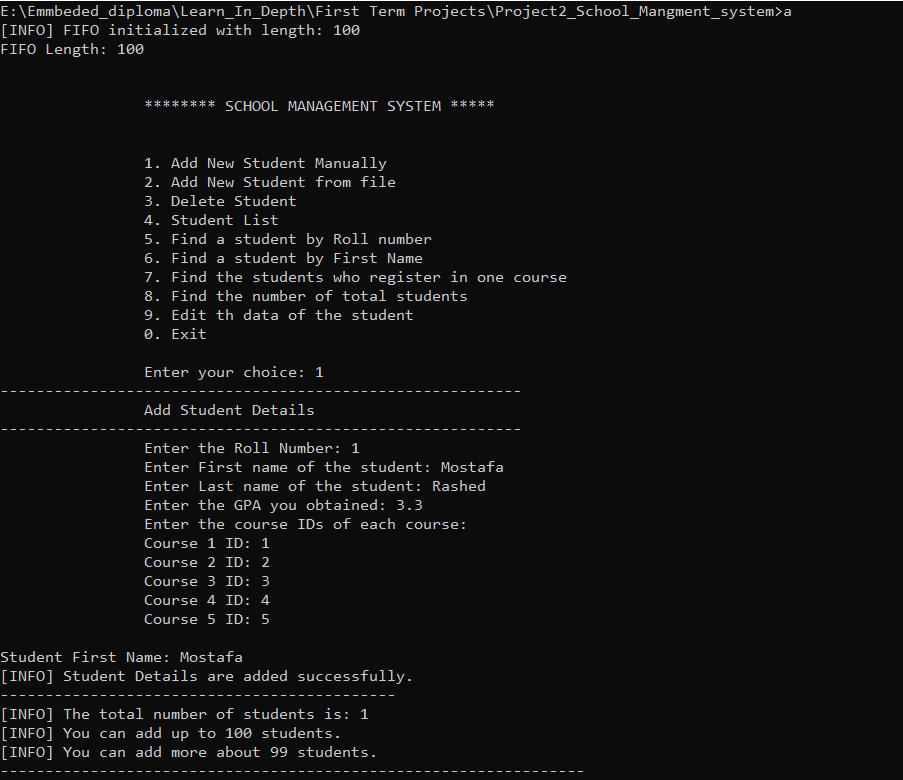 E:\Emmbeded_diploma\Learn_In_Depth\First Term Projects\Project2_School_Mangment_system>a
[INFO] FIFO initialized with length: 100
FIFO Length: 100
******** SCHOOL MANAGEMENT SYSTEM *****
1. Add New Student Manually
2. Add New Student from file
3. Delete Student
4. Student List
5. Find a student by Roll number
6. Find a student by First Name
7. Find the students who register in one course
8. Find the number of total students
9. Edit th data of the student
0. Exit
Enter your choice: 1
----------------------------------------------------------
Add Student Details
----------------------------------------------------------
Enter the Roll Number: 1
Enter First name of the student: Mostafa
Enter Last name of the student: Rashed
Enter the GPA you obtained: 3.3
Enter the course IDs of each course:
Course 1 ID: 1
Course 2 ID: 2
Course 3 ID: 3
Course 4 ID: 4
Course 5 ID: 5
Student First Name: Mostafa
[INFO] Student Details are added successfully.
--------------------------------------------
[INFO] The total number of students is: 1
[INFO] You can add up to 100 students.
[INFO] You can add more about 99 students.
-----------------------------------------------------------------